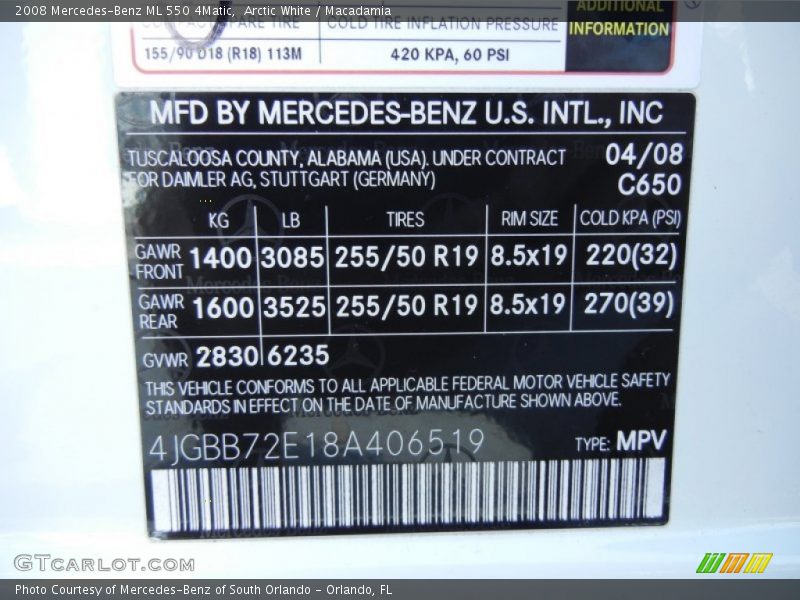 2008 Mercedes-Benz ML 550 4Matic, Arctic White / Macadamia
COMPACT SPARE TIRE COLD TIRE INFLATION PRESSURE
ADDITIONAL
INFORMATION
155/90 D18 (R18) 113M 420 KPA, 60 PSI
MFD BY MERCEDES-BENZ U.S. INTL., INC
TUSCALOOSA COUNTY, ALABAMA (USA). UNDER CONTRACT 04/08
FOR DAIMLER AG, STUTTGART (GERMANY) C650
KG LB TIRES RIM SIZE COLD KPA (PSI)
GAWR FRONT 1400 3085 255/50 R19 8.5x19 220(32)
GAWR REAR 1600 3525 255/50 R19 8.5x19 270(39)
GVWR 2830 6235
THIS VEHICLE CONFORMS TO ALL APPLICABLE FEDERAL MOTOR VEHICLE SAFETY
STANDARDS IN EFFECT ON THE DATE OF MANUFACTURE SHOWN ABOVE.
4JGBB72E18A406519 TYPE: MPV
GTCARLOT.COM
Photo Courtesy of Mercedes-Benz of South Orlando - Orlando, FL